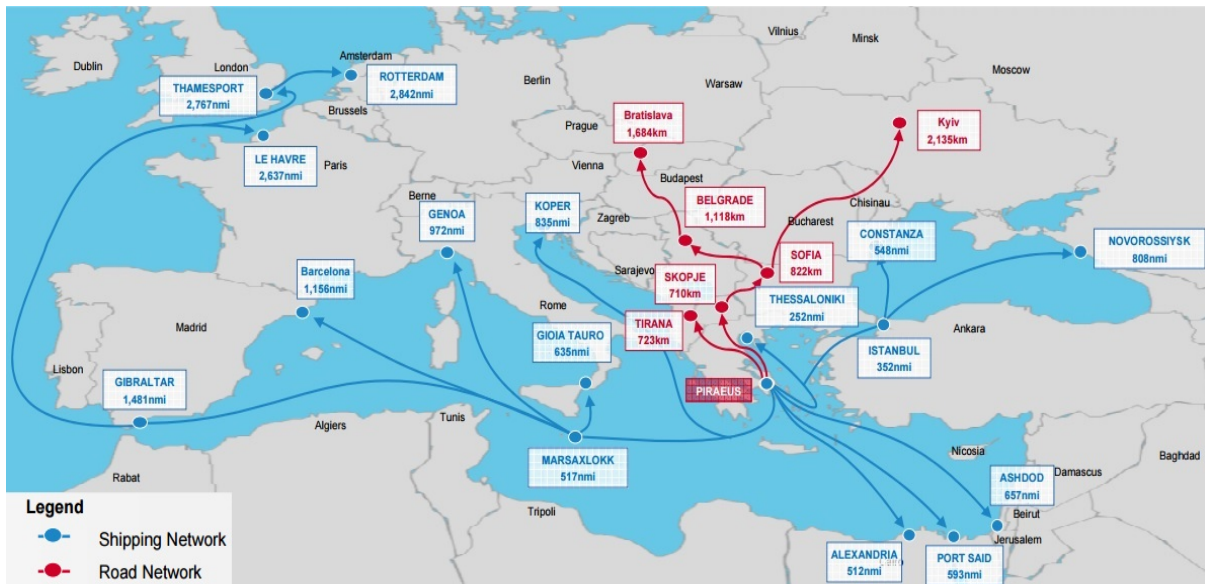 Vilnius
Minsk
Dublin
Amsterdam
London
THAMESPORT
2,767nmi
ROTTERDAM
2,842nmi
Berlin
Warsaw
Moscow
Brussels
Bratislava
1,684km
Kyiv
2,135km
Prague
LE HAVRE
2,637nmi
Paris
Vienna
Budapest
Berne
GENOA
972nmi
KOPER
835nmi
Zagreb
BELGRADE
1,118km
Bucharest
Chisinau
CONSTANZA
548nmi
NOVOROSSIYSK
808nmi
Barcelona
1,156nmi
Sarajevo
SKOPJE
710km
SOFIA
822km
THESSALONIKI
252nmi
Madrid
Rome
GIOIA TAURO
635nmi
TIRANA
723km
Ankara
ISTANBUL
352nmi
Lisbon
GIBRALTAR
1,481nmi
PIRAEUS
Algiers
Tunis
MARSAXLOKK
517nmi
Nicosia
Baghdad
Damascus
ASHDOD
657nmi
Rabat
Tripoli
Beirut
Jerusalem
ALEXANDRIA
512nmi
PORT SAID
593nmi
Legend
Shipping Network
Road Network